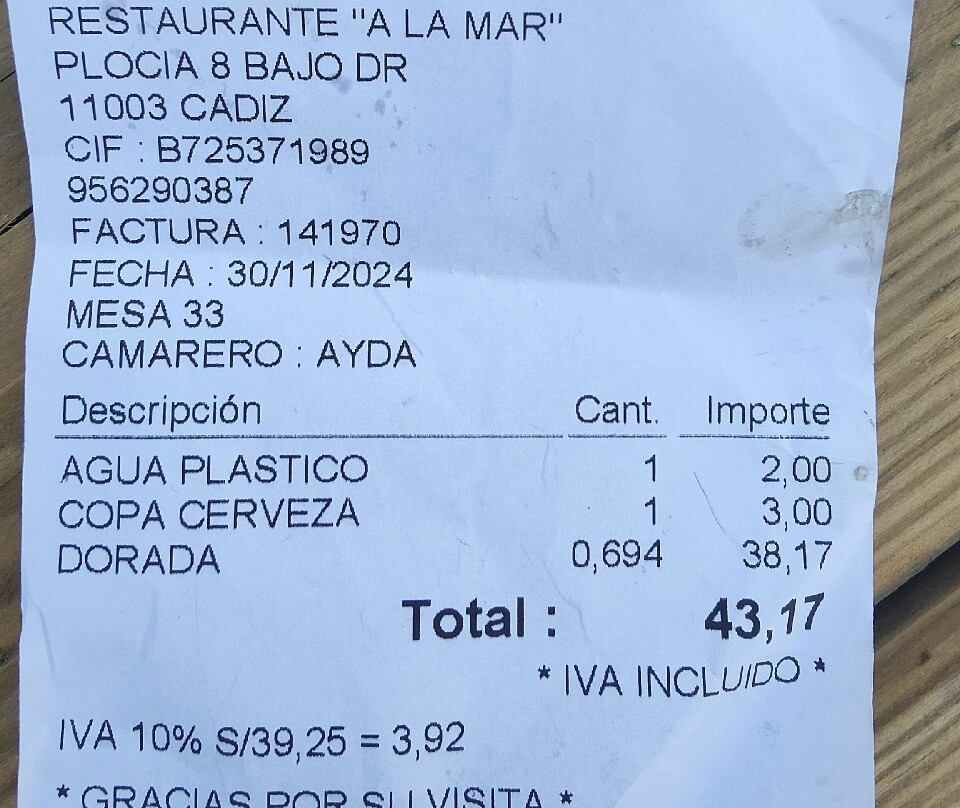 RESTAURANTE "A LA MAR"
PLOCIA 8 BAJO DR
11003 CADIZ
CIF : B725371989
956290387
FACTURA : 141970
FECHA : 30/11/2024
MESA 33
CAMARERO : AYDA
Descripción Cant. Importe
AGUA PLASTICO 1 2,00
COPA CERVEZA 1 3,00
DORADA 0,694 38,17
Total : 43,17
* IVA INCLUIDO *
IVA 10% S/39,25 = 3,92
* GRACIAS POR SU VISITA *